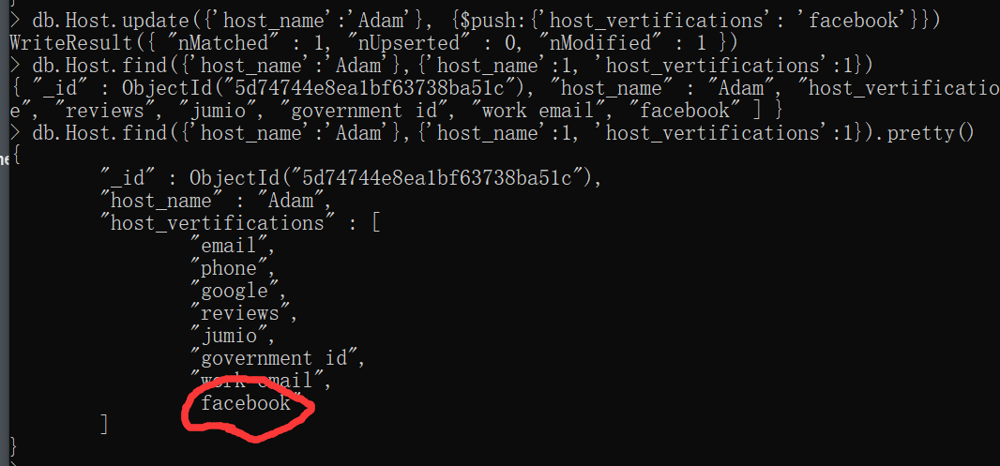 > db.Host.update({'host_name':'Adam'}, {$push:{'host_vertifications': 'facebook'}})
WriteResult({ "nMatched" : 1, "nUpserted" : 0, "nModified" : 1 })
> db.Host.find({'host_name':'Adam'},{'host_name':1, 'host_vertifications':1})
{ "_id" : ObjectId("5d74744e8ea1bf63738ba51c"), "host_name" : "Adam", "host_vertificatio
e", "reviews", "jumio", "government id", "work email", "facebook" ] }
> db.Host.find({'host_name':'Adam'},{'host_name':1, 'host_vertifications':1}).pretty()
{
"_id" : ObjectId("5d74744e8ea1bf63738ba51c"),
"host_name" : "Adam",
"host_vertifications" : [
"email",
"phone",
"google",
"reviews",
"jumio",
"government id",
"work email",
facebook"
]
}